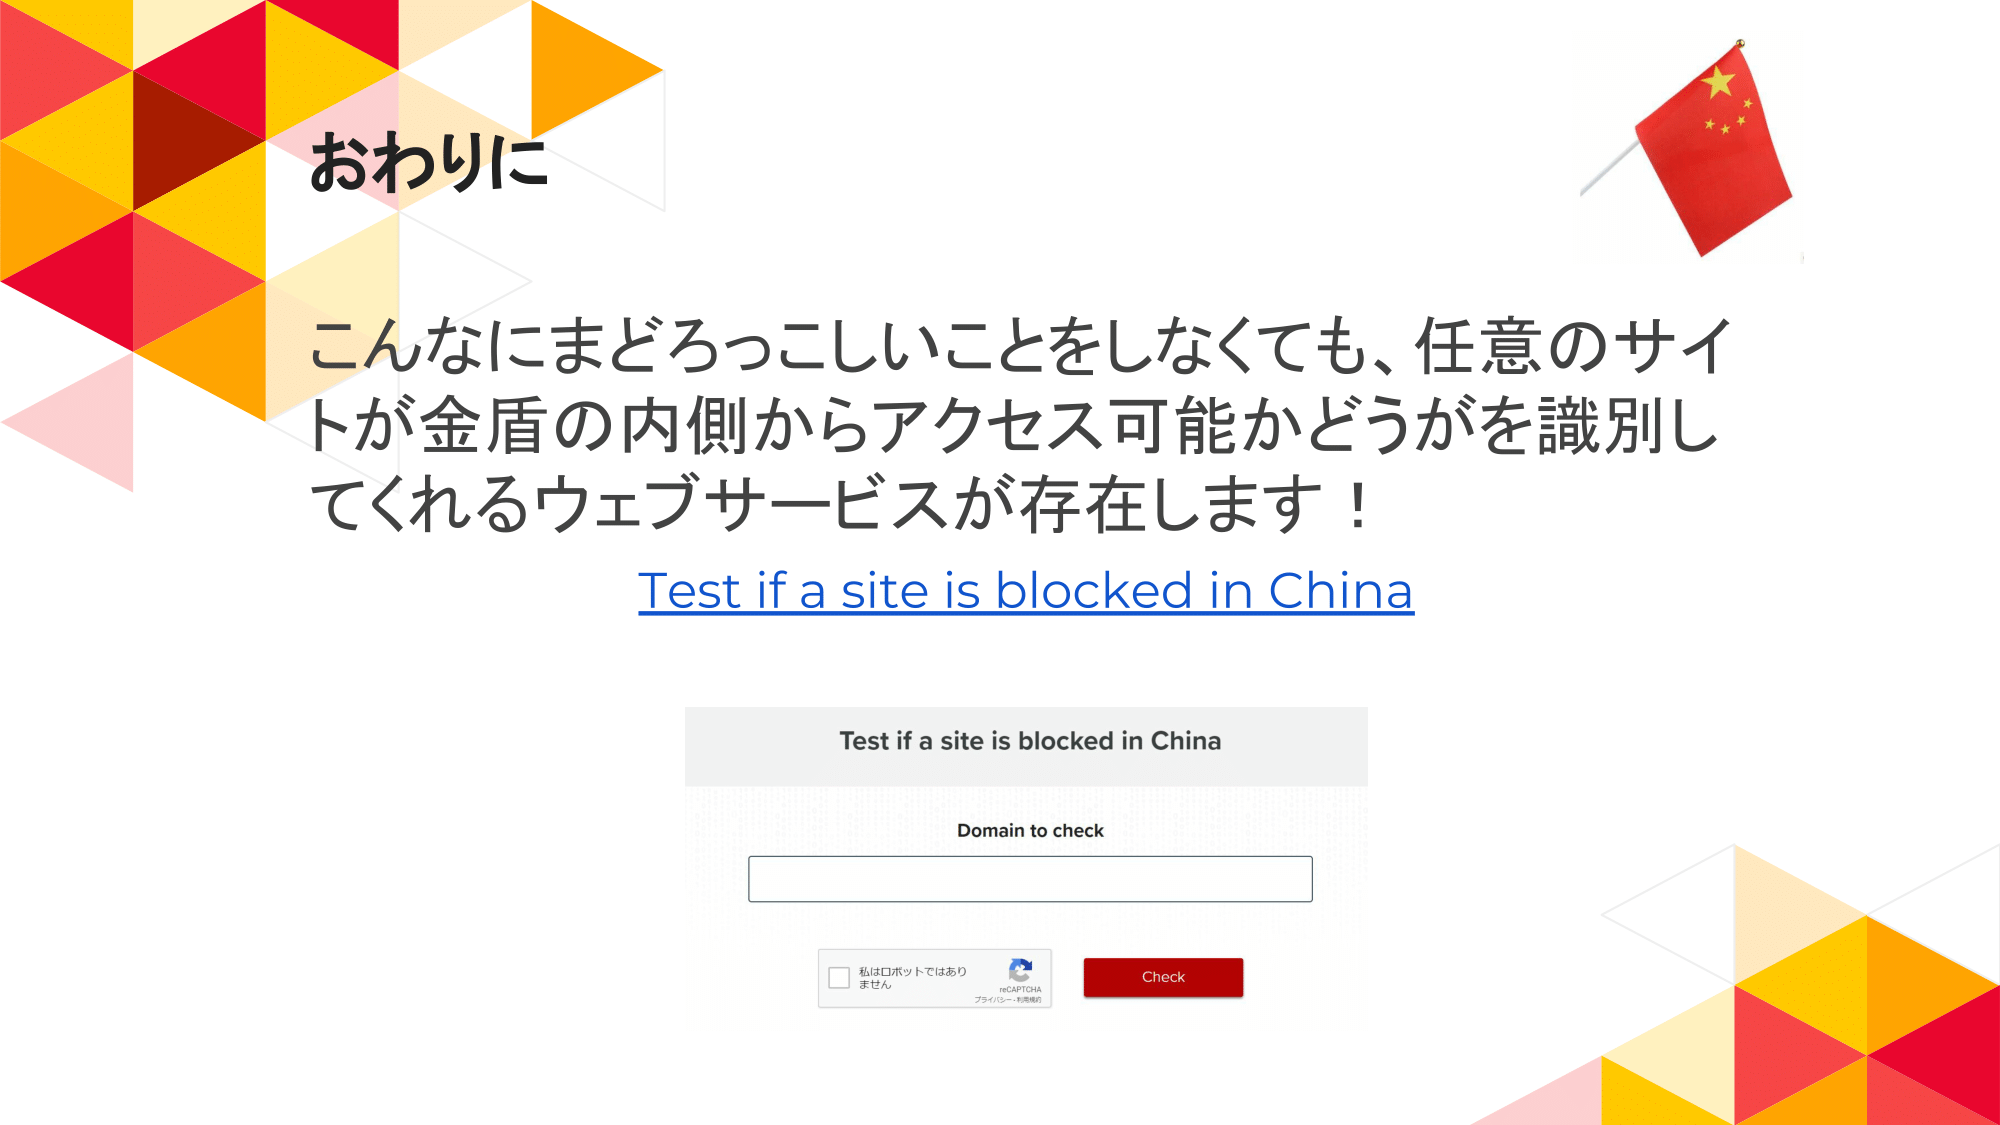 おわりに
こんなにまどろっこしいことをしなくても、任意のサイ
トが金盾の内側からアクセス可能かどうがを識別し
てくれるウェブサービスが存在します！
Test if a site is blocked in China
Test if a site is blocked in China
Domain to check
私はロボットではあり
ません
reCAPTCHA
プライバシー - 利用規約
Check